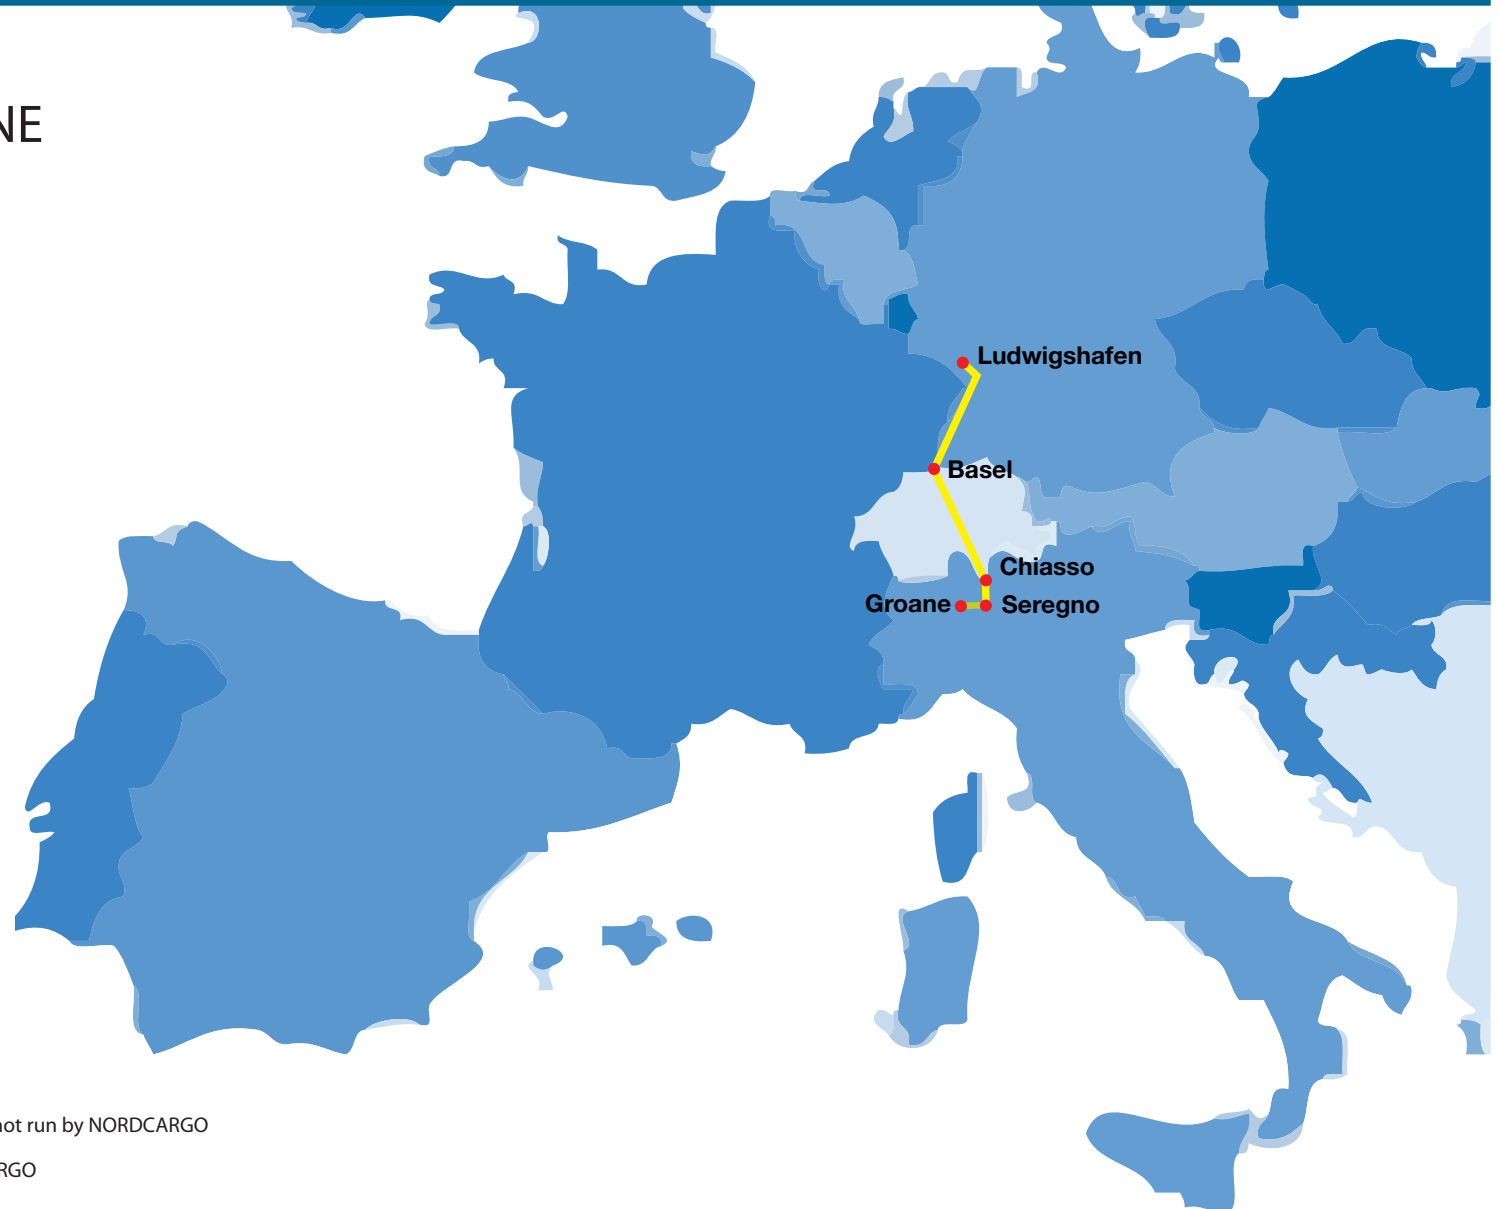 NE
Ludwigshafen
Basel
Chiasso
Groane
Seregno
not run by NORDCARGO
RGO